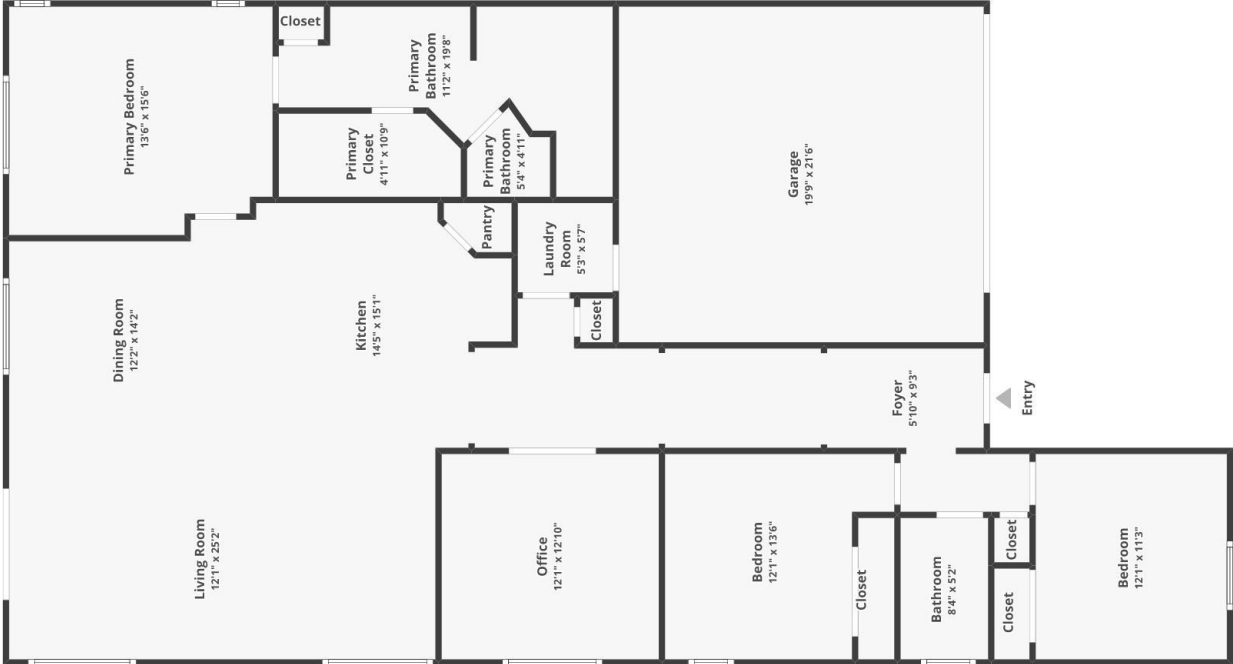 Closet
Primary Bedroom
13'6" x 15'6"
Primary
Bathroom
11'2" x 19'8"
Primary
Closet
4'11" x 10'9"
Primary
Bathroom
5'4" x 4'11"
Garage
19'9" x 21'6"
Pantry
Laundry
Room
5'3" x 5'7"
Closet
Dining Room
12'2" x 14'2"
Kitchen
14'5" x 15'1"
Foyer
5'10" x 9'3"
Entry
Living Room
12'1" x 25'2"
Office
12'1" x 12'10"
Bedroom
12'1" x 13'6"
Closet
Bathroom
8'4" x 5'2"
Closet
Closet
Bedroom
12'1" x 11'3"